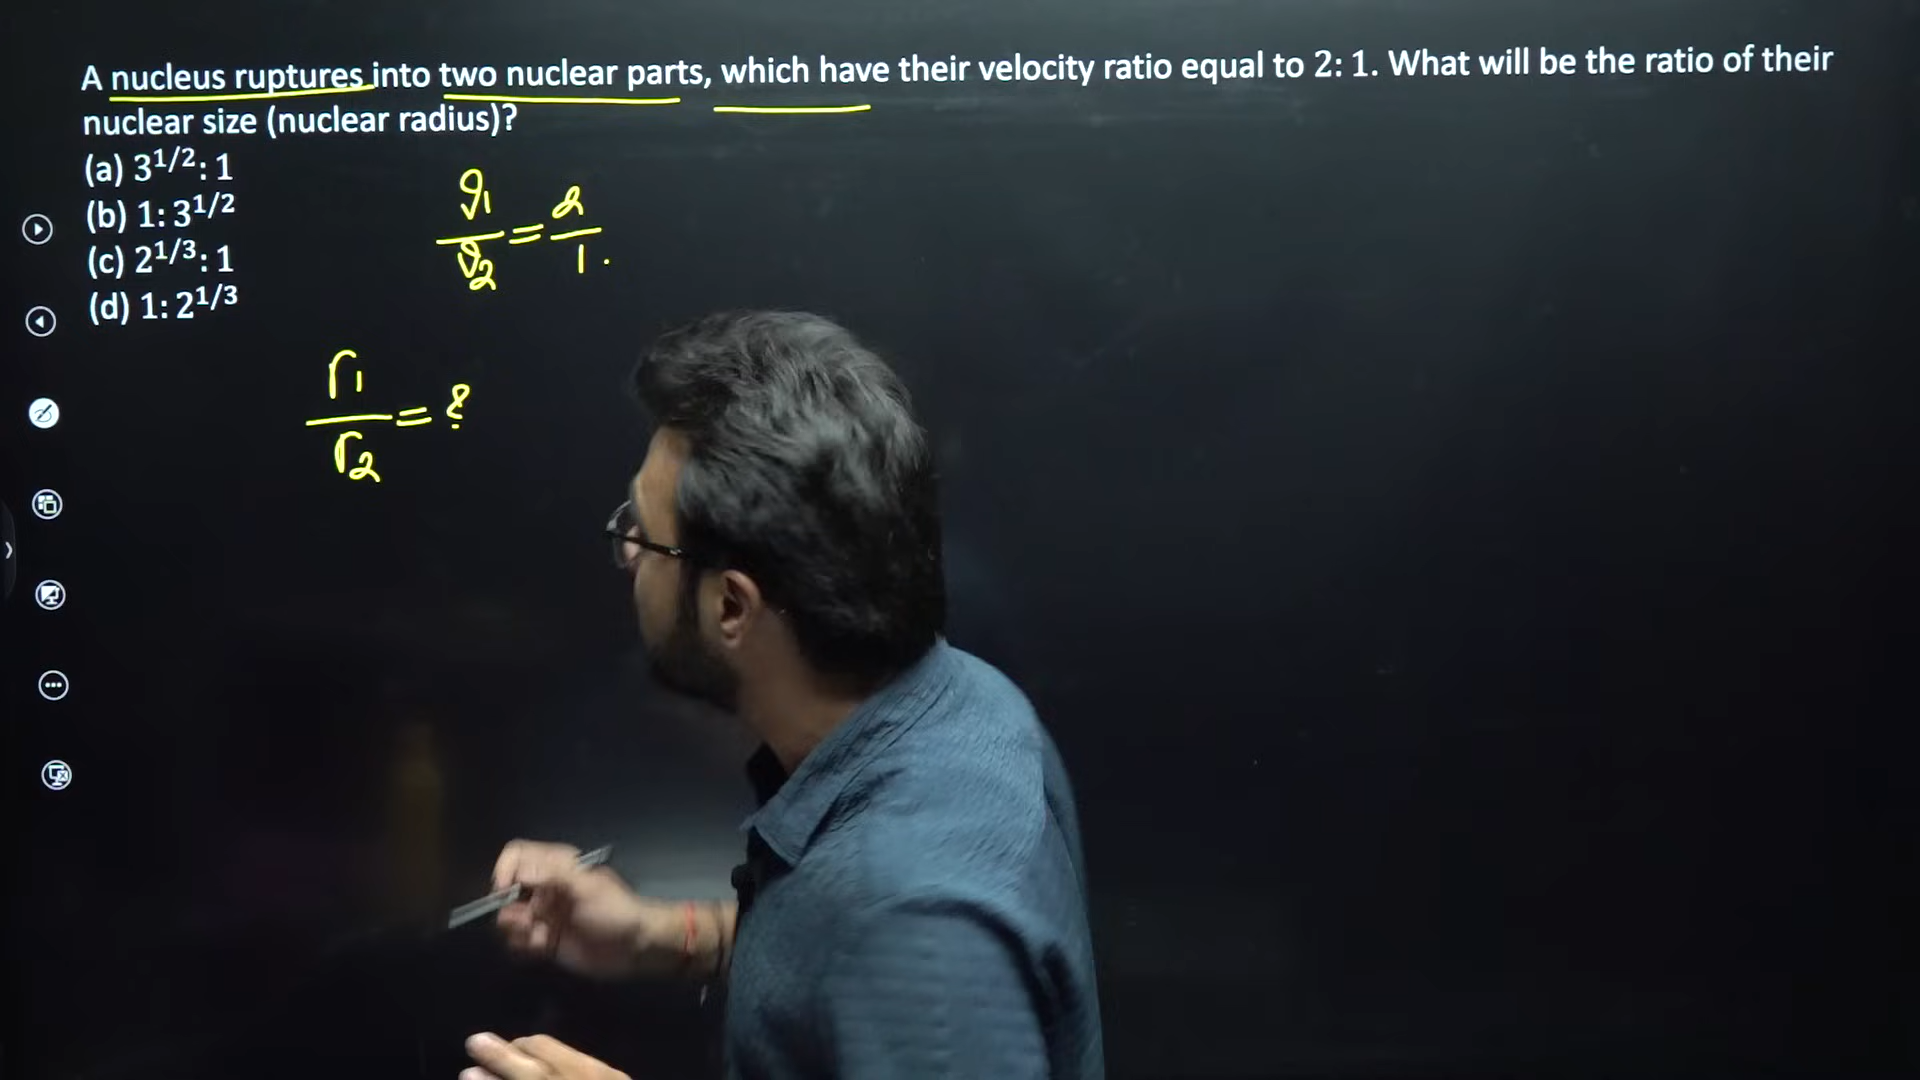 A nucleus ruptures into two nuclear parts, which have their velocity ratio equal to 2: 1. What will be the ratio of their
nuclear size (nuclear radius)?
(a) 3^{1/2}: 1
(b) 1: 3^{1/2}
(c) 2^{1/3}: 1
(d) 1: 2^{1/3}
v₁/v₂ = 2/1.
r₁/r₂ = ?